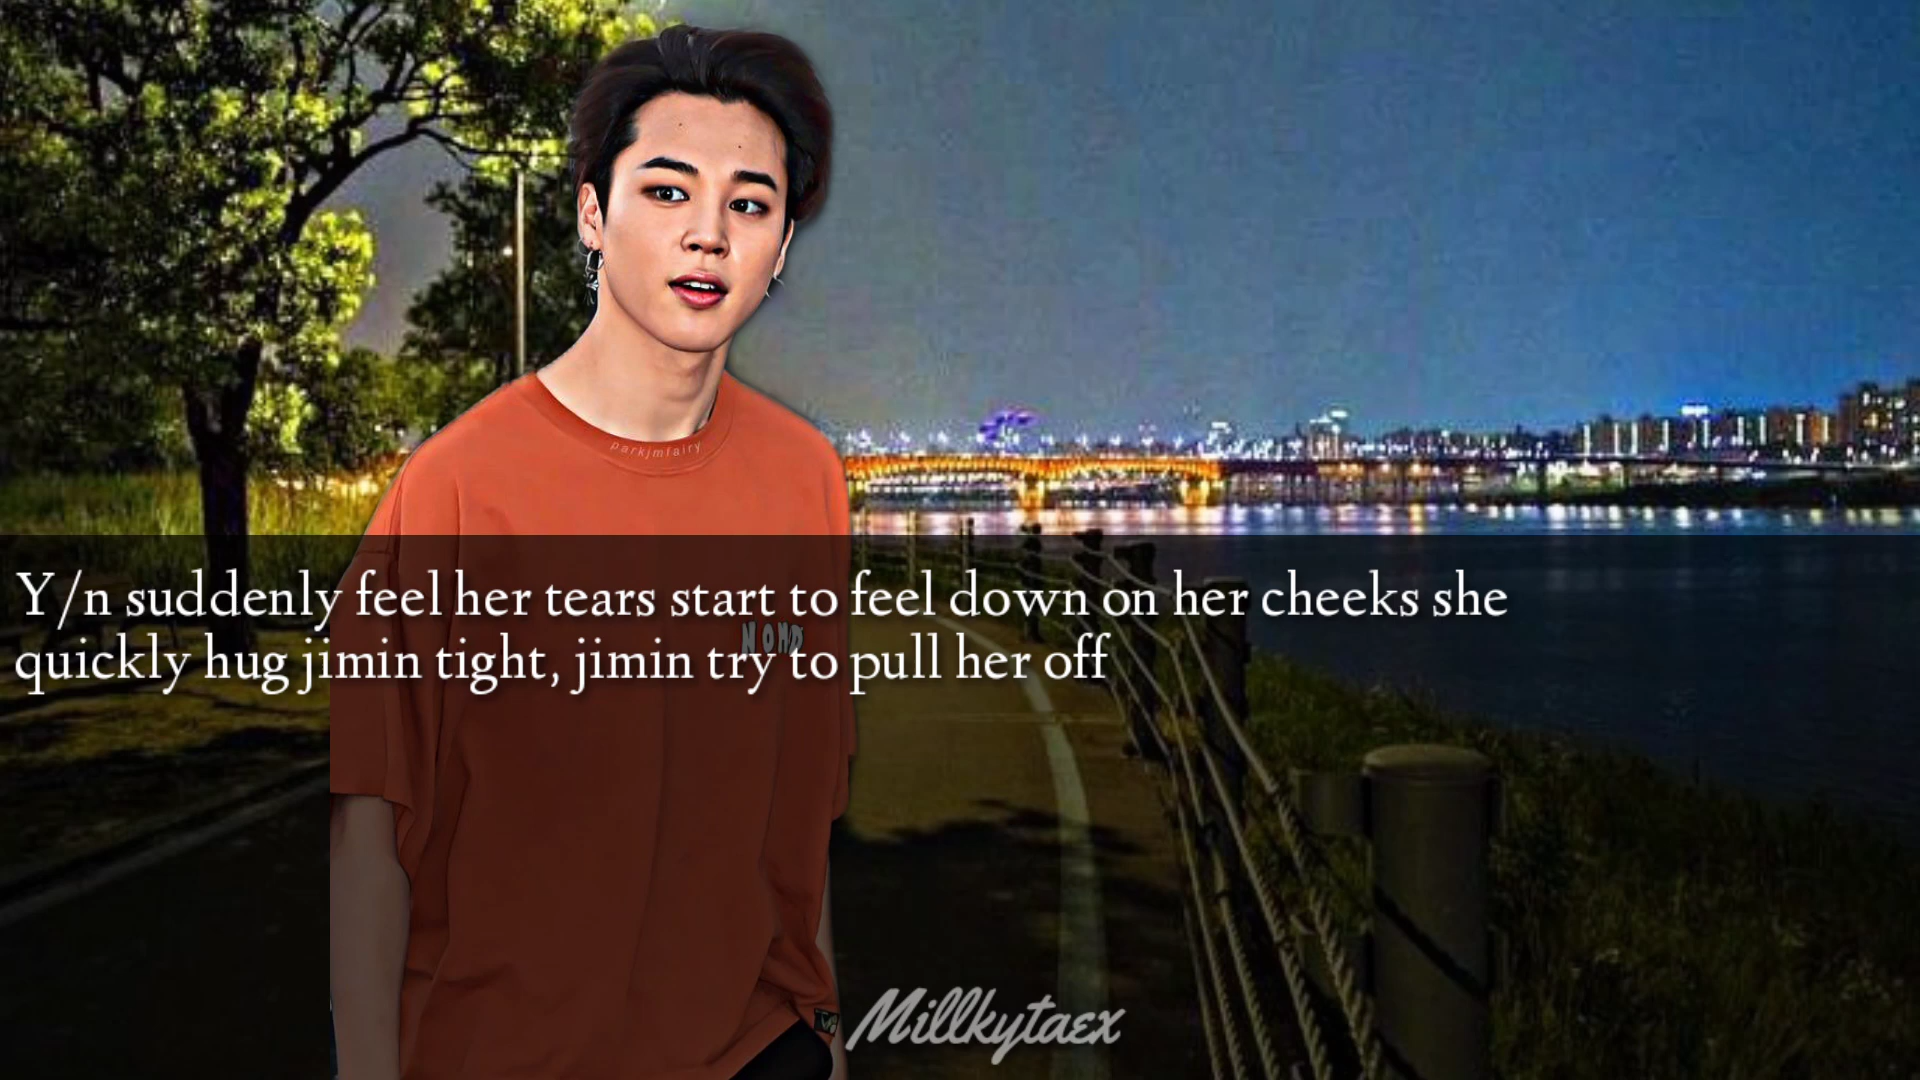 parkjmfairy
Y/n suddenly feel her tears start to feel down on her cheeks she
quickly hug jimin tight, jimin try to pull her off
Millkytaex